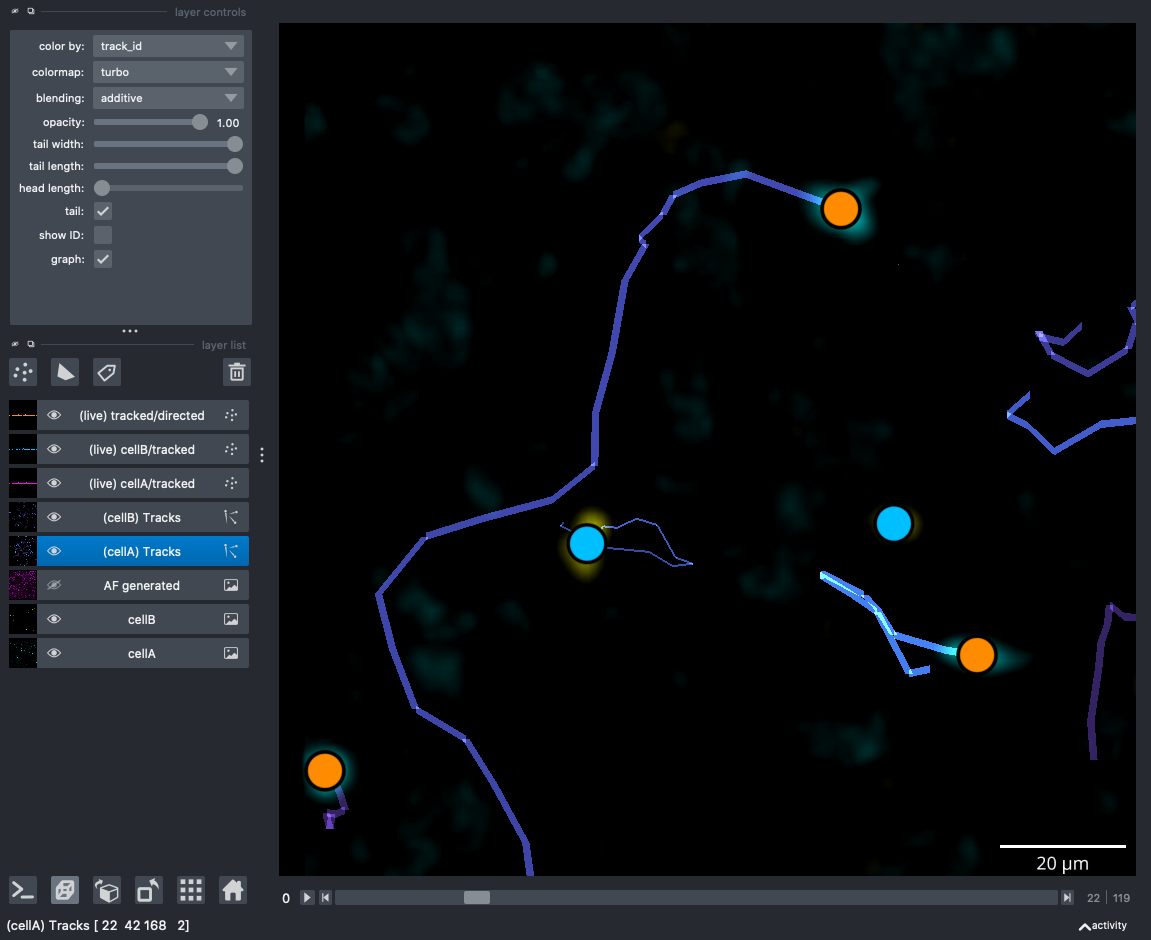 layer controls
color by: track_id
colormap: turbo
blending: additive
opacity: 1.00
tail width:
tail length:
head length:
tail:
show ID:
graph:
layer list
(live) tracked/directed
(live) cellB/tracked
(live) cellA/tracked
(cellB) Tracks
(cellA) Tracks
AF generated
cellB
cellA
20 µm
0 22 119
(cellA) Tracks [ 22 42 168 2]
activity